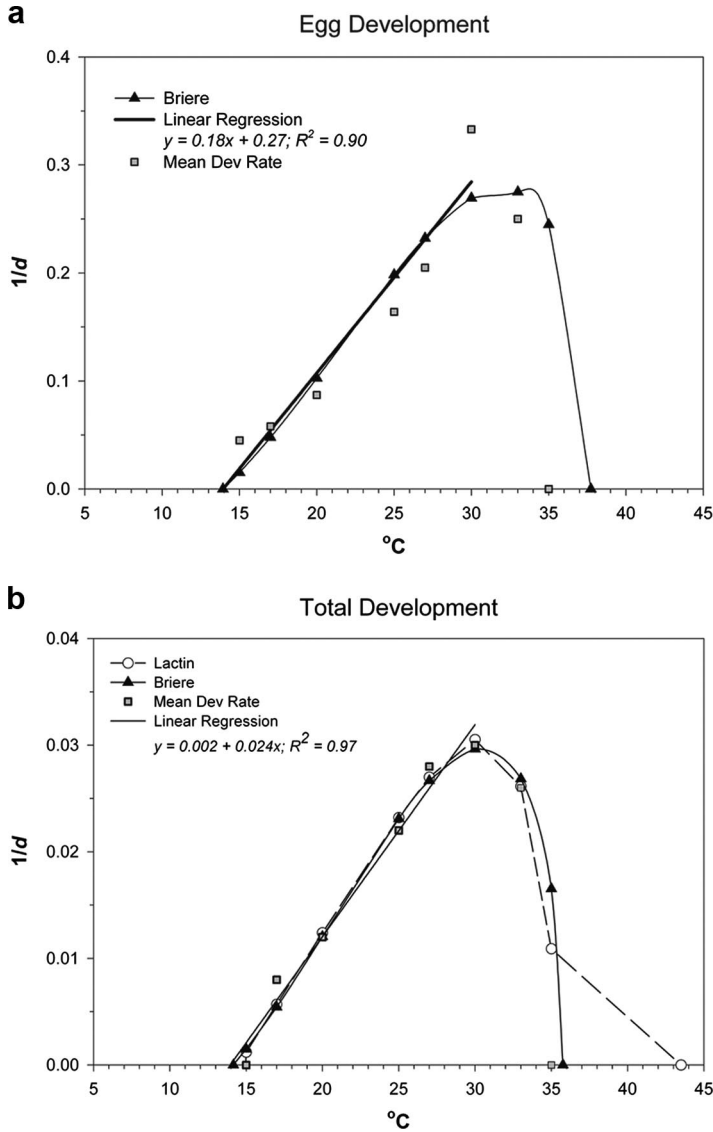 a
Egg Development
0.4
Briere
Linear Regression
y = 0.18x + 0.27; R² = 0.90
Mean Dev Rate
0.3
1/d
0.2
0.1
0.0
5 10 15 20 25 30 35 40 45
°C
b
Total Development
0.04
Lactin
Briere
Mean Dev Rate
Linear Regression
y = 0.002 + 0.024x; R² = 0.97
0.03
1/d
0.02
0.01
0.00
5 10 15 20 25 30 35 40 45
°C